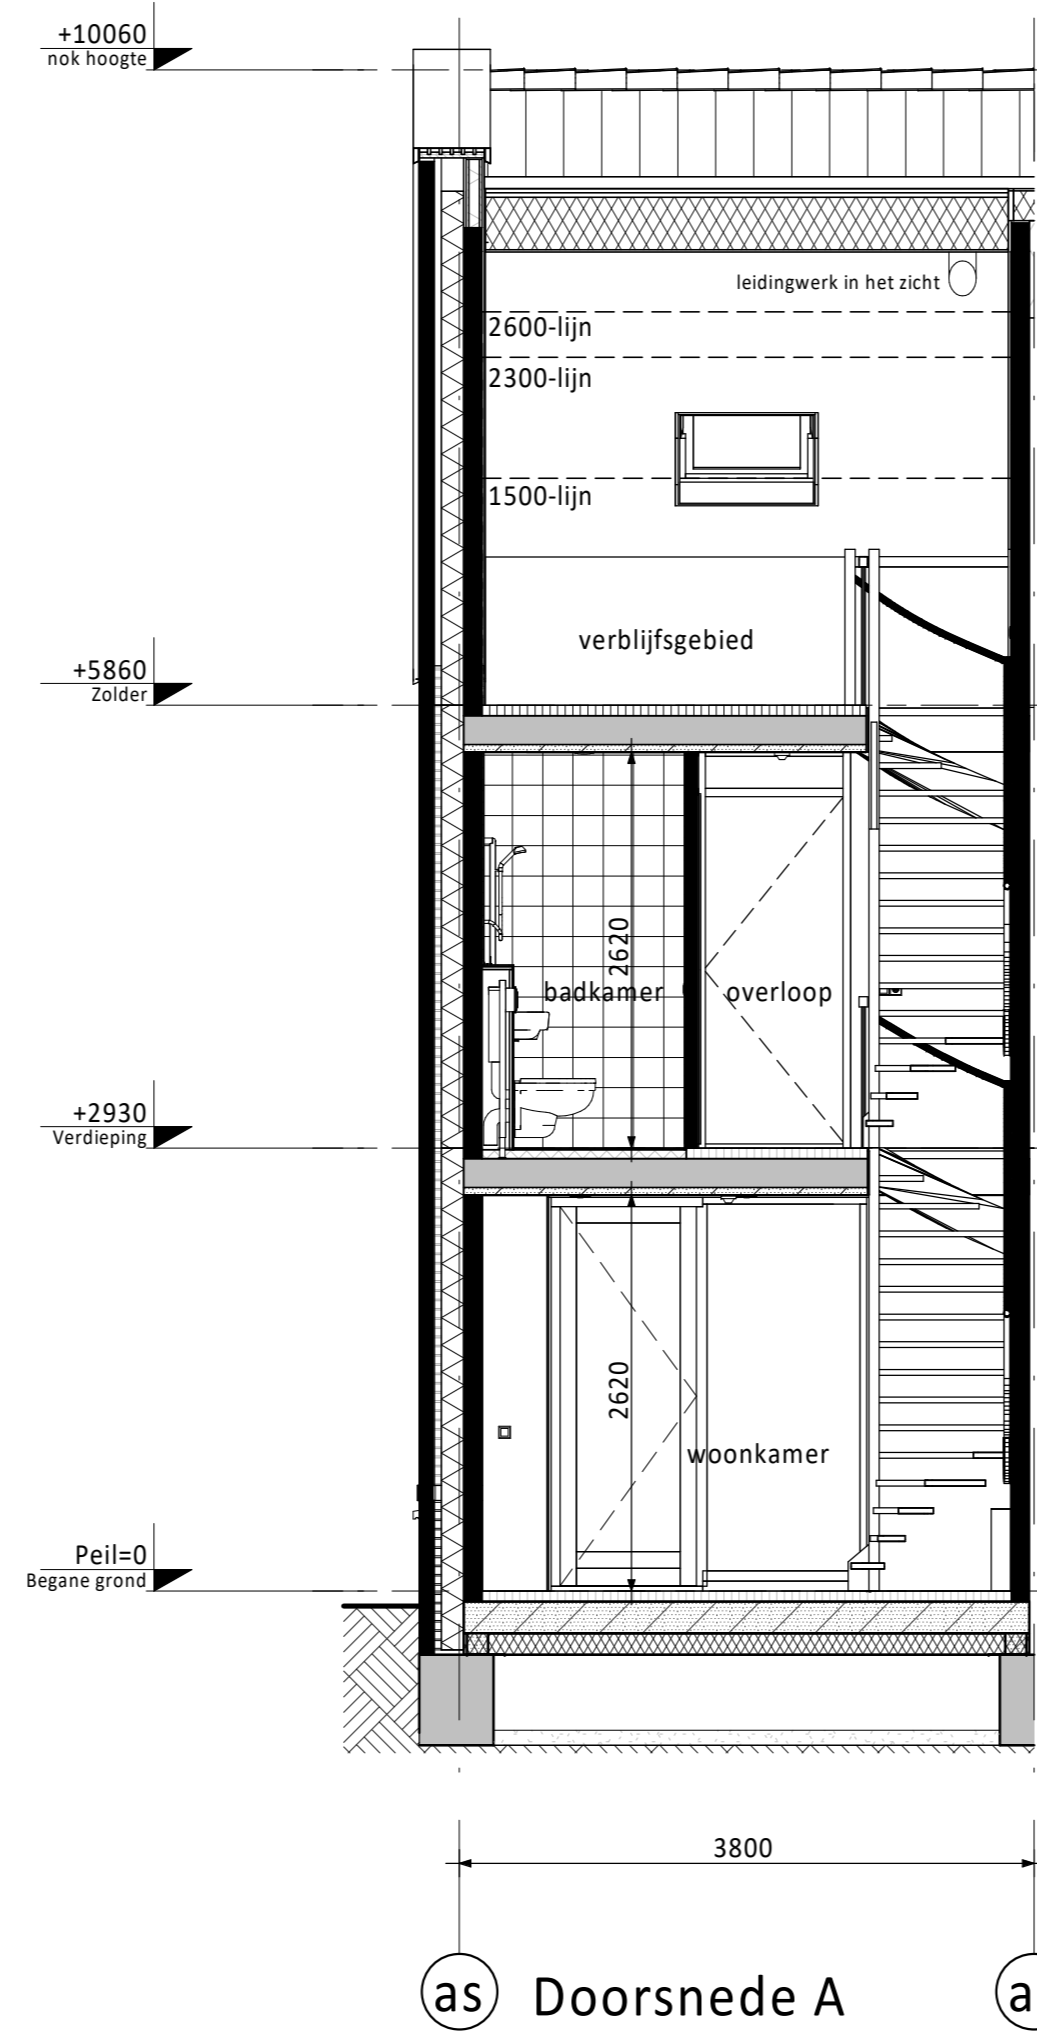 +10060
nok hoogte
leidingwerk in het zicht
2600-lijn
2300-lijn
1500-lijn
verblijfsgebied
+5860
Zolder
2620
badkamer
overloop
+2930
Verdieping
2620
woonkamer
Peil=0
Begane grond
3800
as
Doorsnede A
a